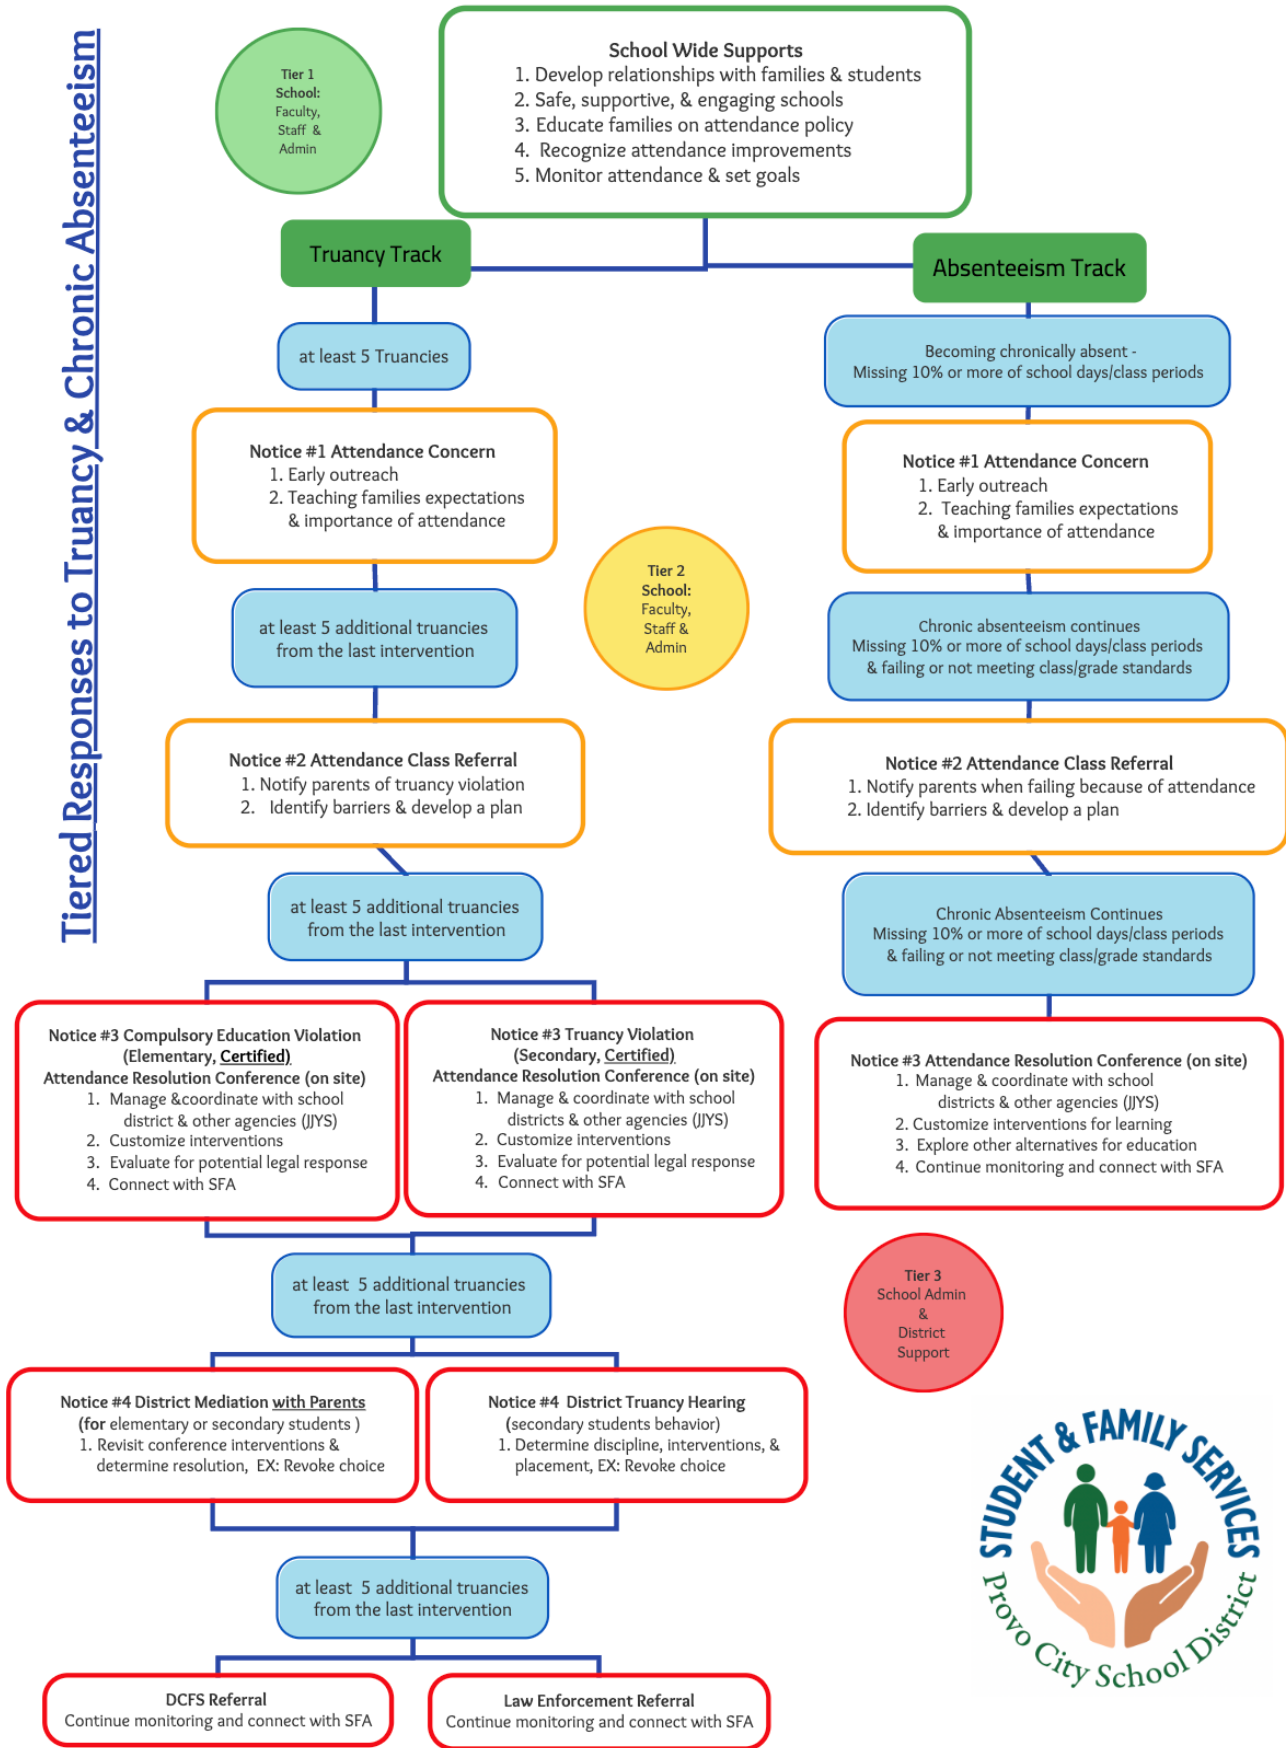 Tiered Responses to Truancy & Chronic Absenteeism
Tier 1
School:
Faculty,
Staff &
Admin
School Wide Supports
1. Develop relationships with families & students
2. Safe, supportive, & engaging schools
3. Educate families on attendance policy
4. Recognize attendance improvements
5. Monitor attendance & set goals
Truancy Track
at least 5 Truancies
Notice #1 Attendance Concern
1. Early outreach
2. Teaching families expectations
& importance of attendance
at least 5 additional truancies
from the last intervention
Notice #2 Attendance Class Referral
1. Notify parents of truancy violation
2. Identify barriers & develop a plan
at least 5 additional truancies
from the last intervention
Notice #3 Compulsory Education Violation
(Elementary, Certified)
Attendance Resolution Conference (on site)
1. Manage &coordinate with school
district & other agencies (JJYS)
2. Customize interventions
3. Evaluate for potential legal response
4. Connect with SFA
Notice #3 Truancy Violation
(Secondary, Certified)
Attendance Resolution Conference (on site)
1. Manage & coordinate with school
districts & other agencies (JJYS)
2. Customize interventions
3. Evaluate for potential legal response
4. Connect with SFA
at least 5 additional truancies
from the last intervention
Notice #4 District Mediation with Parents
(for elementary or secondary students )
1. Revisit conference interventions &
determine resolution, EX: Revoke choice
Notice #4 District Truancy Hearing
(secondary students behavior)
1. Determine discipline, interventions, &
placement, EX: Revoke choice
at least 5 additional truancies
from the last intervention
DCFS Referral
Continue monitoring and connect with SFA
Law Enforcement Referral
Continue monitoring and connect with SFA
Absenteeism Track
Becoming chronically absent -
Missing 10% or more of school days/class periods
Notice #1 Attendance Concern
1. Early outreach
2. Teaching families expectations
& importance of attendance
Tier 2
School:
Faculty,
Staff &
Admin
Chronic absenteeism continues
Missing 10% or more of school days/class periods
& failing or not meeting class/grade standards
Notice #2 Attendance Class Referral
1. Notify parents when failing because of attendance
2. Identify barriers & develop a plan
Chronic Absenteeism Continues
Missing 10% or more of school days/class periods
& failing or not meeting class/grade standards
Notice #3 Attendance Resolution Conference (on site)
1. Manage & coordinate with school
districts & other agencies (JJYS)
2. Customize interventions for learning
3. Explore other alternatives for education
4. Continue monitoring and connect with SFA
Tier 3
School Admin
&
District
Support
STUDENT & FAMILY SERVICES
Provo City School District